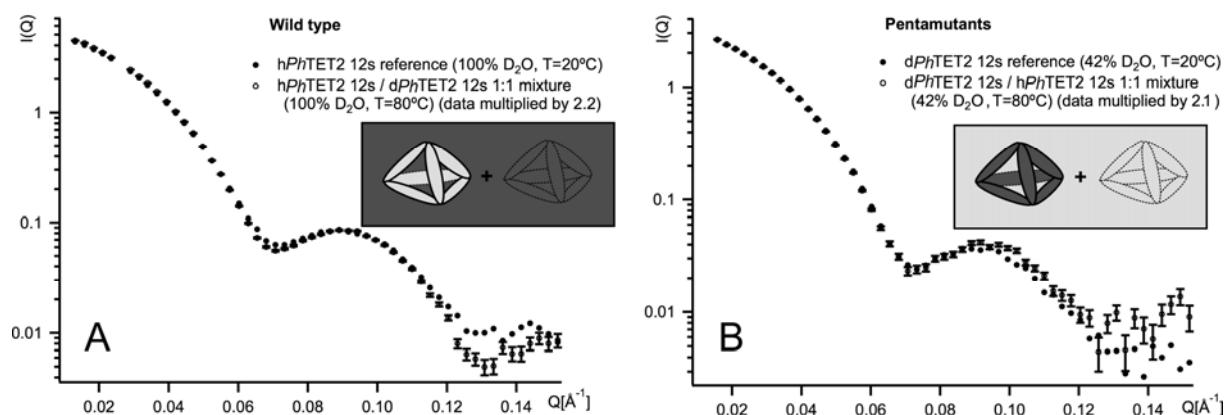 I(Q)
Wild type
hPhTET2 12s reference (100% D₂O, T=20ºC)
hPhTET2 12s / dPhTET2 12s 1:1 mixture
(100% D₂O, T=80ºC) (data multiplied by 2.2)
1
0.1
0.01
+
A
0.02
0.04
0.06
0.08
0.10
0.12
0.14
Q[Å⁻¹]
I(Q)
Pentamutants
dPhTET2 12s reference (42% D₂O, T=20ºC)
dPhTET2 12s / hPhTET2 12s 1:1 mixture
(42% D₂O, T=80ºC) (data multiplied by 2.1 )
1
0.1
0.01
+
B
0.02
0.04
0.06
0.08
0.10
0.12
0.14
Q[Å⁻¹]